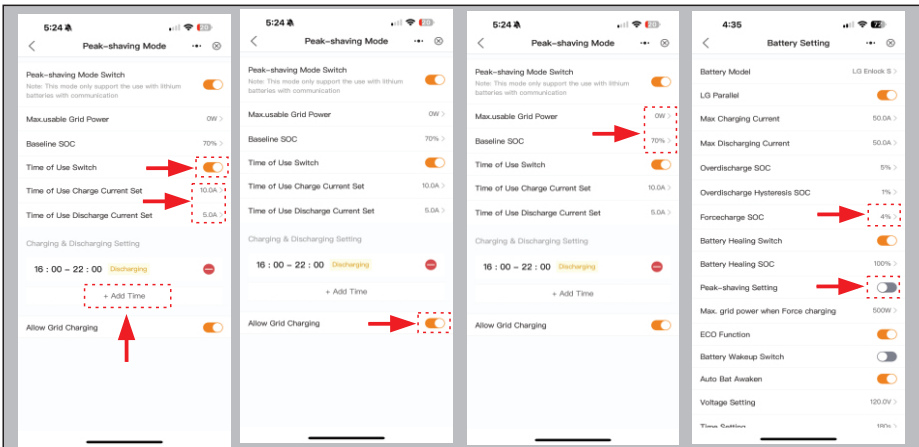 5:24
20
Peak-shaving Mode
Peak-shaving Mode Switch
Note: This mode only support the use with lithium
batteries with communication
Max.usable Grid Power 0W >
Baseline SOC 70% >
Time of Use Switch
Time of Use Charge Current Set 10.0A >
Time of Use Discharge Current Set 5.0A >
Charging & Discharging Setting
16 : 00 – 22 : 00 Discharging
+ Add Time
Allow Grid Charging
5:24
20
Peak-shaving Mode
Peak-shaving Mode Switch
Note: This mode only support the use with lithium
batteries with communication
Max.usable Grid Power 0W >
Baseline SOC 70% >
Time of Use Switch
Time of Use Charge Current Set 10.0A >
Time of Use Discharge Current Set 5.0A >
Charging & Discharging Setting
16 : 00 – 22 : 00 Discharging
+ Add Time
Allow Grid Charging
5:24
20
Peak-shaving Mode
Peak-shaving Mode Switch
Note: This mode only support the use with lithium
batteries with communication
Max.usable Grid Power 0W >
Baseline SOC 70% >
Time of Use Switch
Time of Use Charge Current Set 10.0A >
Time of Use Discharge Current Set 5.0A >
Charging & Discharging Setting
16 : 00 – 22 : 00 Discharging
+ Add Time
Allow Grid Charging
4:35
72
Battery Setting
Battery Model LG Enlock S >
LG Parallel
Max Charging Current 50.0A >
Max Discharging Current 50.0A >
Overdischarge SOC 5% >
Overdischarge Hysteresis SOC 1% >
Forcecharge SOC 4% >
Battery Healing Switch
Battery Healing SOC 100% >
Peak-shaving Setting
Max. grid power when Force charging 500W >
ECO Function
Battery Wakeup Switch
Auto Bat Awaken
Voltage Setting 120.0V >
Time Setting 180s >